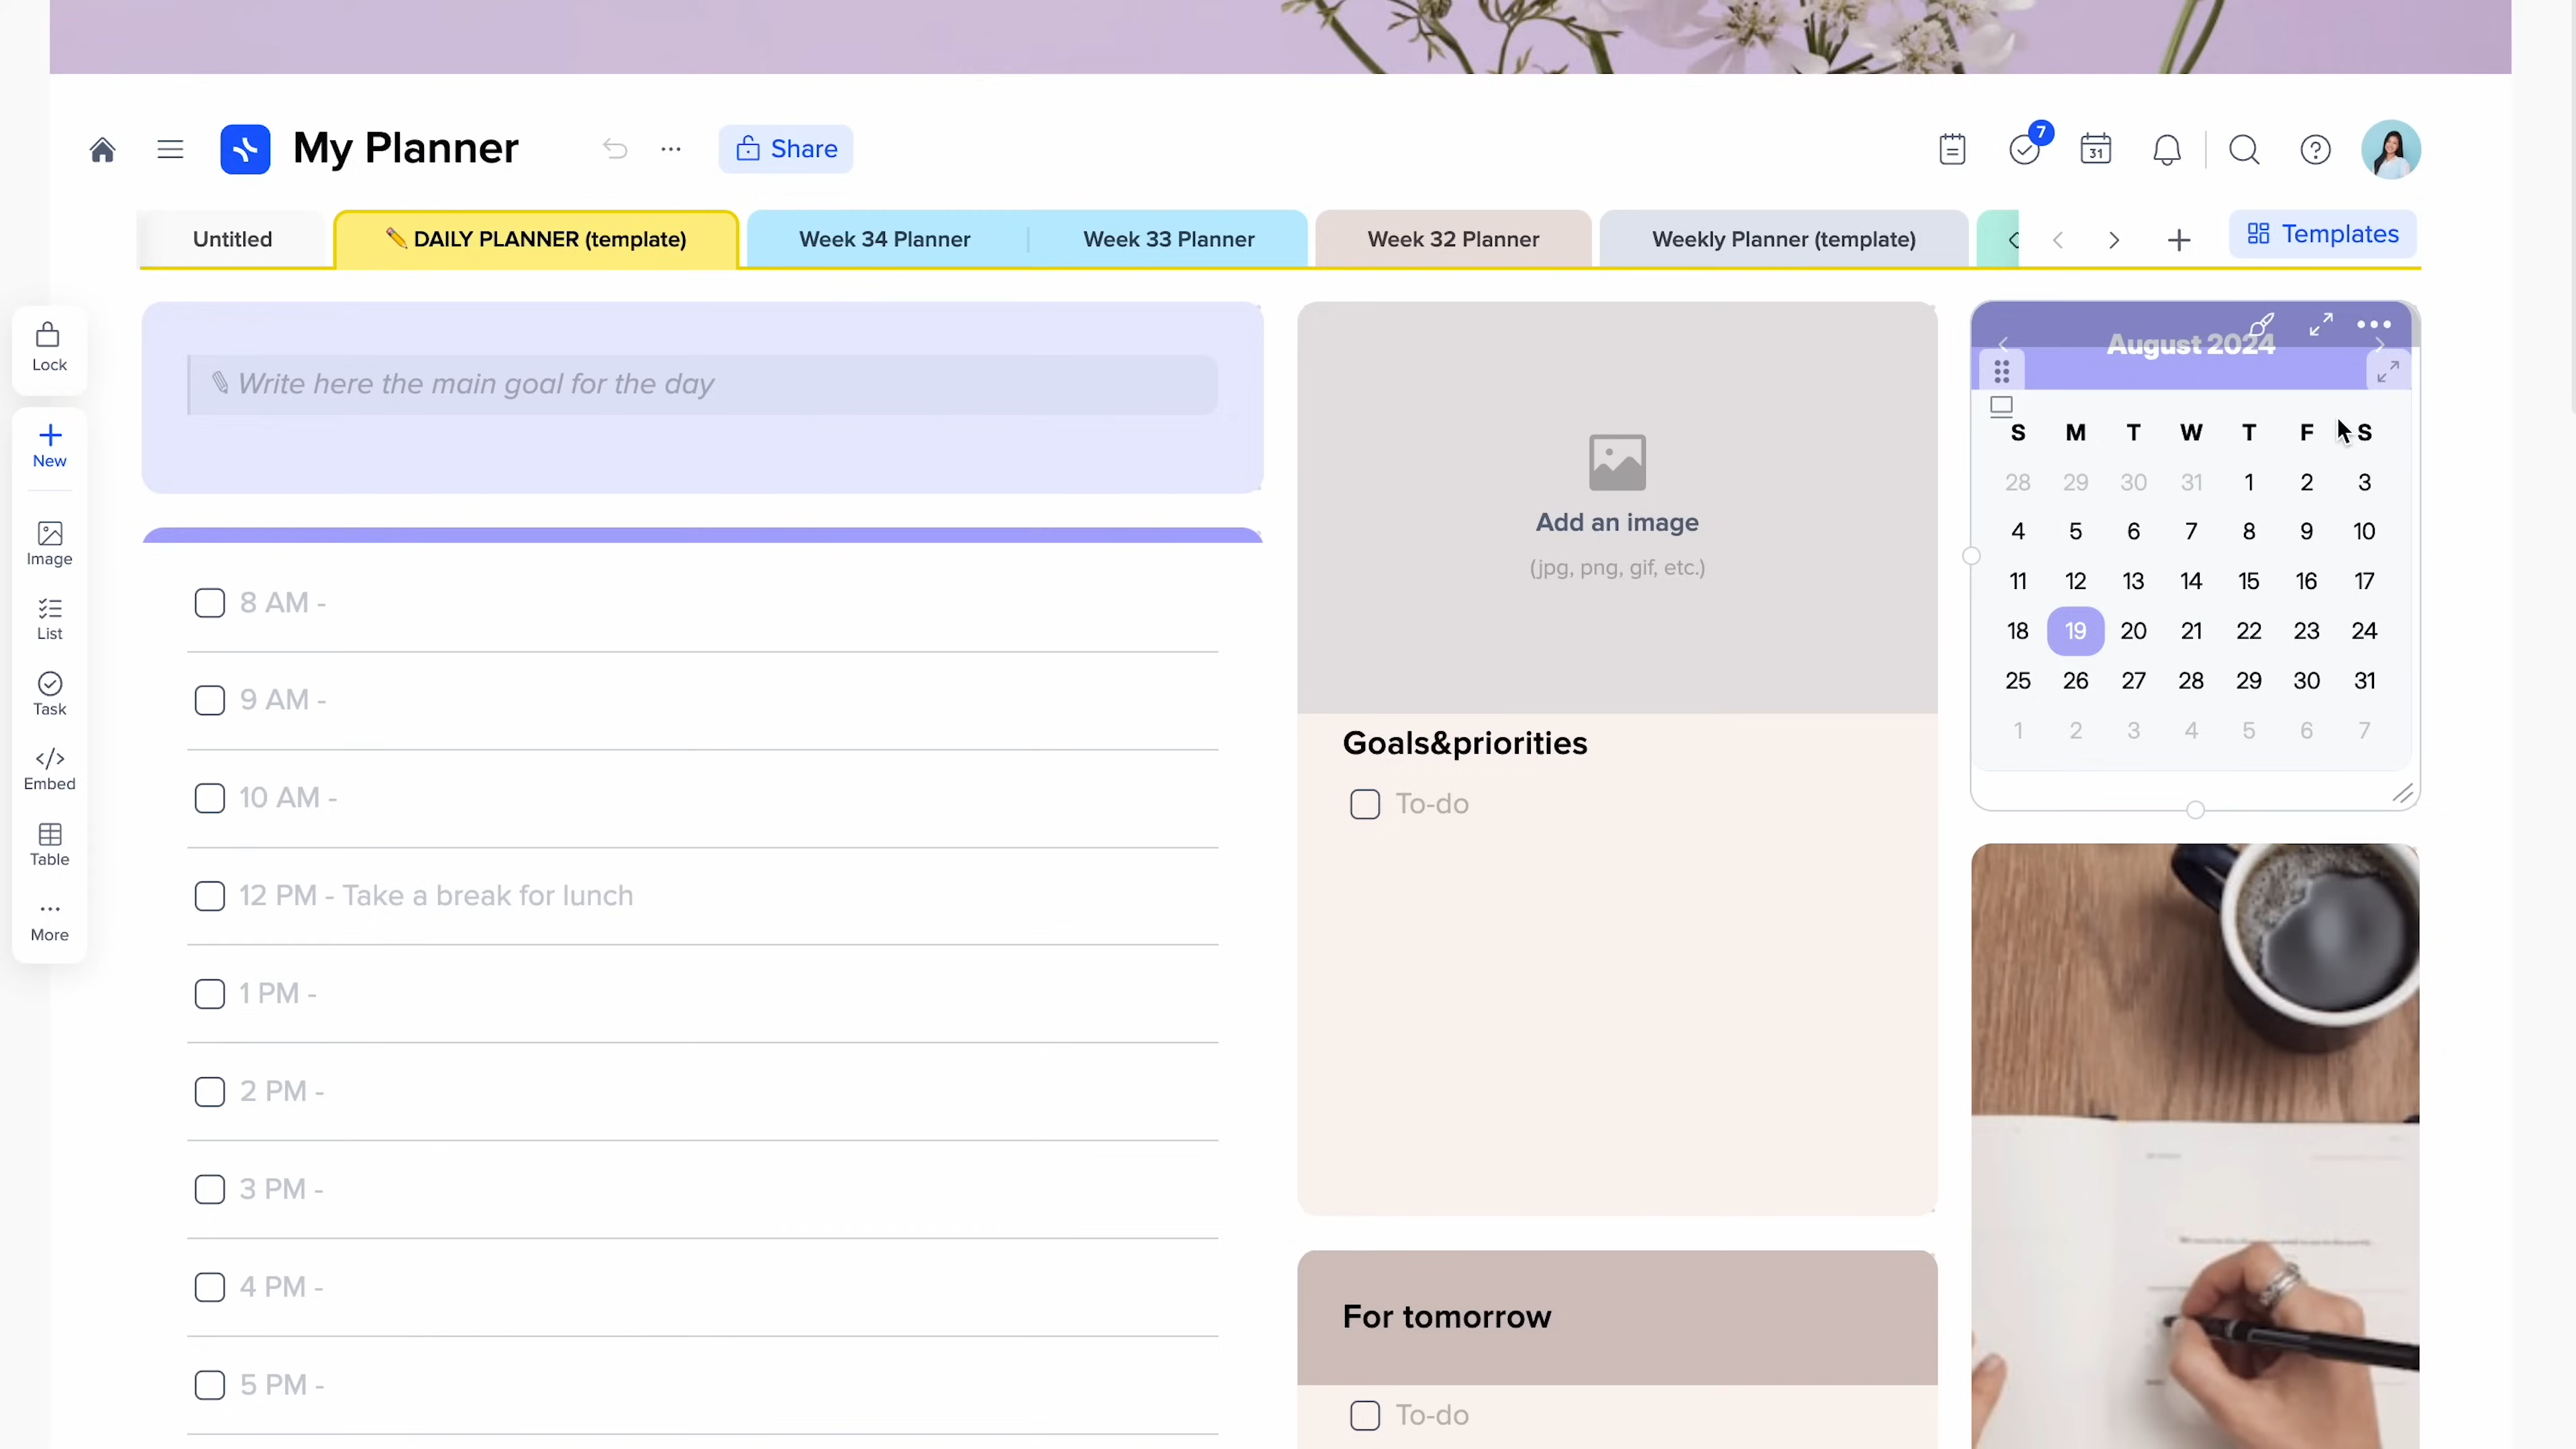 My Planner
Share
7
31
Untitled
✏️ DAILY PLANNER (template)
Week 34 Planner
Week 33 Planner
Week 32 Planner
Weekly Planner (template)
Templates
Lock
New
Image
List
Task
Embed
Table
More
✎ Write here the main goal for the day
8 AM -
9 AM -
10 AM -
12 PM - Take a break for lunch
1 PM -
2 PM -
3 PM -
4 PM -
5 PM -
Add an image
(jpg, png, gif, etc.)
Goals&priorities
To-do
For tomorrow
To-do
August 2024
S M T W T F S
28 29 30 31 1 2 3
4 5 6 7 8 9 10
11 12 13 14 15 16 17
18 19 20 21 22 23 24
25 26 27 28 29 30 31
1 2 3 4 5 6 7